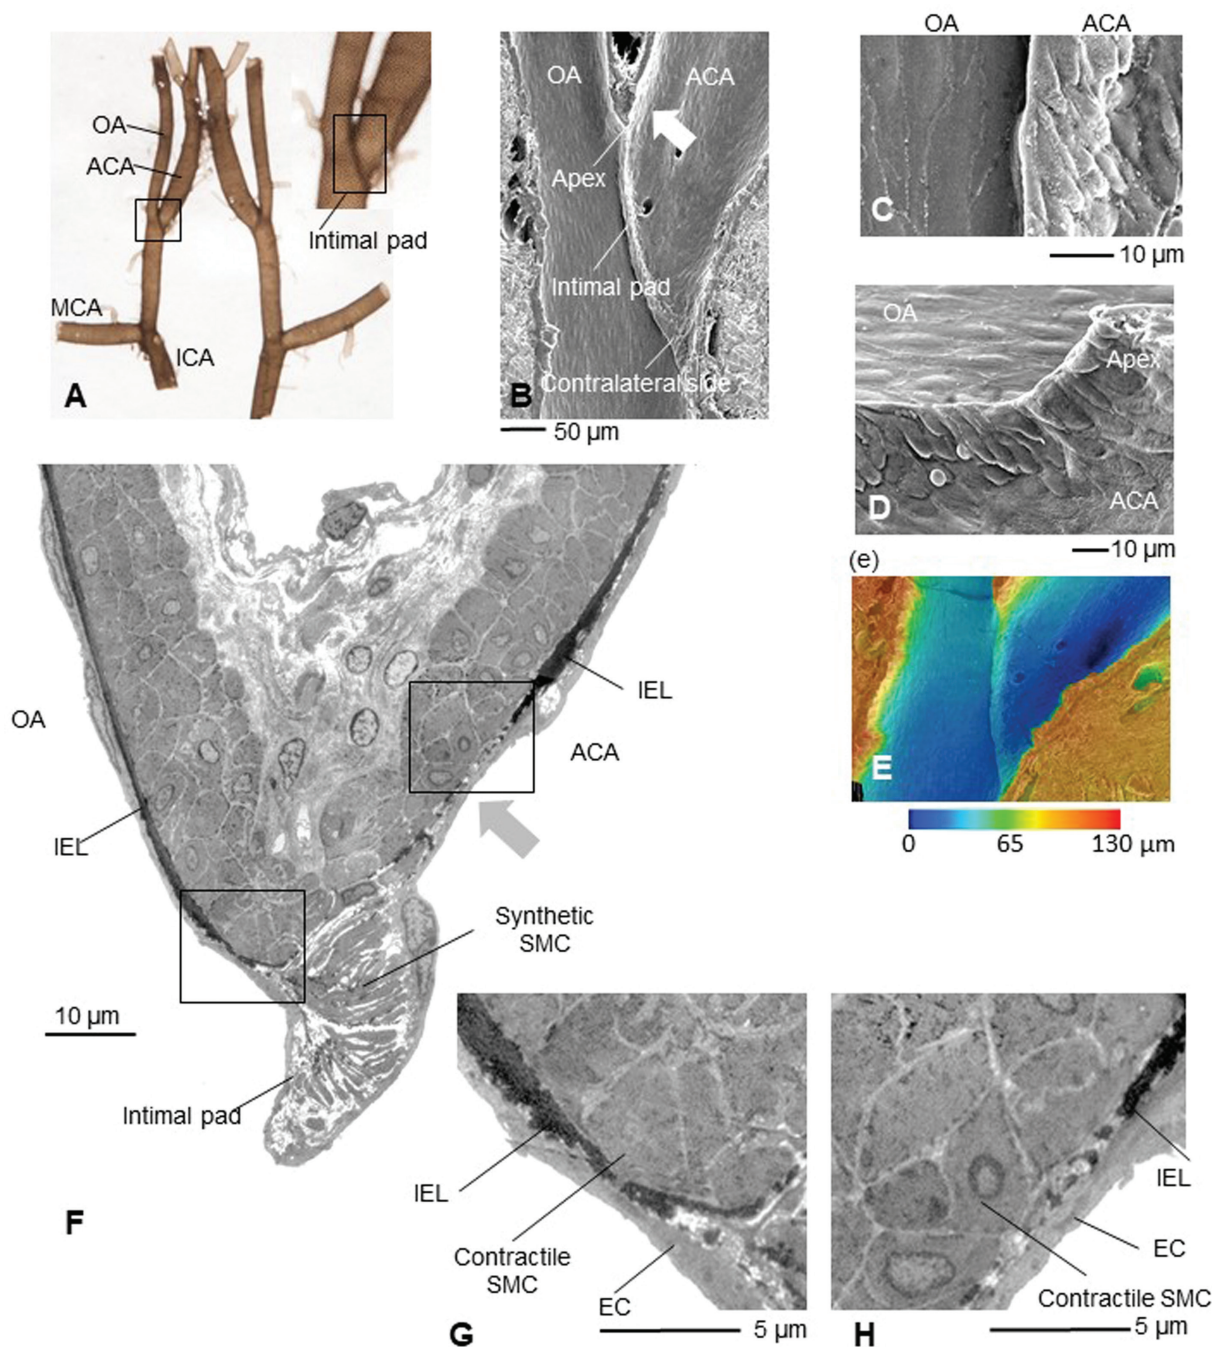 OA
ACA
MCA
ICA
Intimal pad
A
OA
ACA
Apex
Intimal pad
Contralateral side
B
50 µm
OA
ACA
C
10 µm
OA
Apex
ACA
D
10 µm
(e)
E
0
65
130 µm
OA
IEL
IEL
ACA
Synthetic
SMC
10 µm
Intimal pad
F
IEL
Contractile
SMC
EC
G
5 µm
IEL
EC
Contractile SMC
H
5 µm